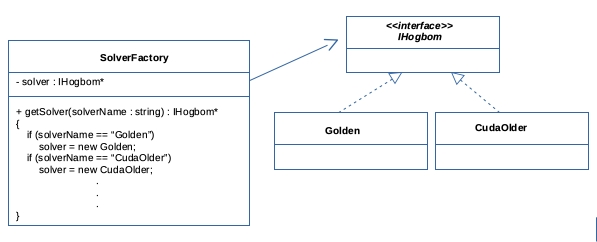 SolverFactory
- solver : IHogbom*
+ getSolver(solverName : string) : IHogbom*
{
if (solverName == "Golden")
solver = new Golden;
if (solverName == "CudaOlder")
solver = new CudaOlder;
.
.
.
}
<<interface>>
IHogbom
Golden
CudaOlder